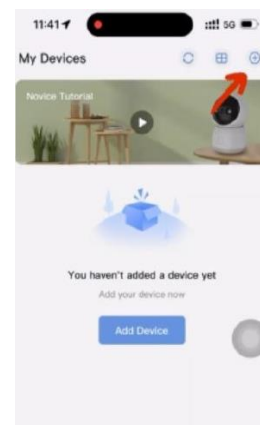 11:41
5G
My Devices
Novice Tutorial
You haven't added a device yet
Add your device now
Add Device